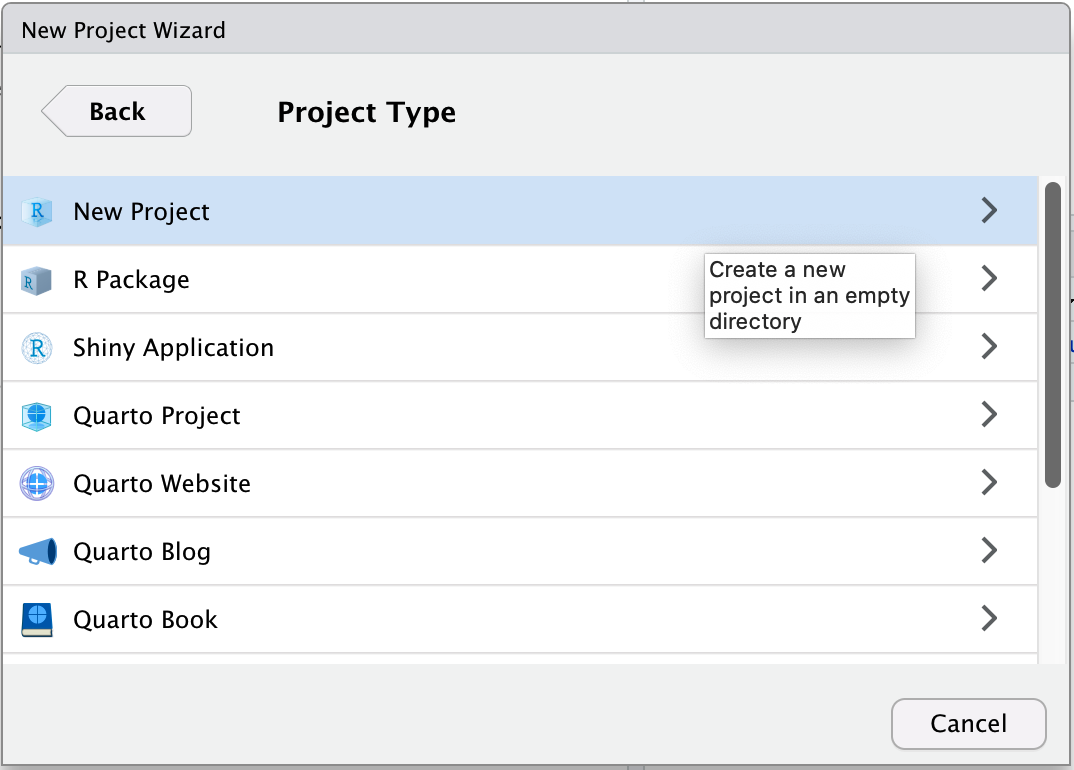 New Project Wizard
Back
Project Type
New Project
R Package
Create a new
project in an empty
directory
Shiny Application
Quarto Project
Quarto Website
Quarto Blog
Quarto Book
Cancel